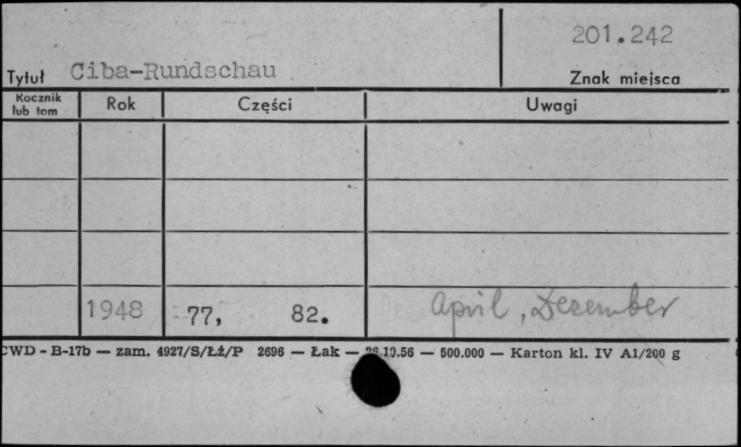 201.242
Tytuł Ciba-Rundschau
Znak miejsca
Rocznik lub tom Rok Części Uwagi
1948 77, 82. April, Dezember
CWD - B-17b — zam. 4927/S/Łź/P 2696 — Łak — 10.56 — 500.000 — Karton kl. IV A1/200 g